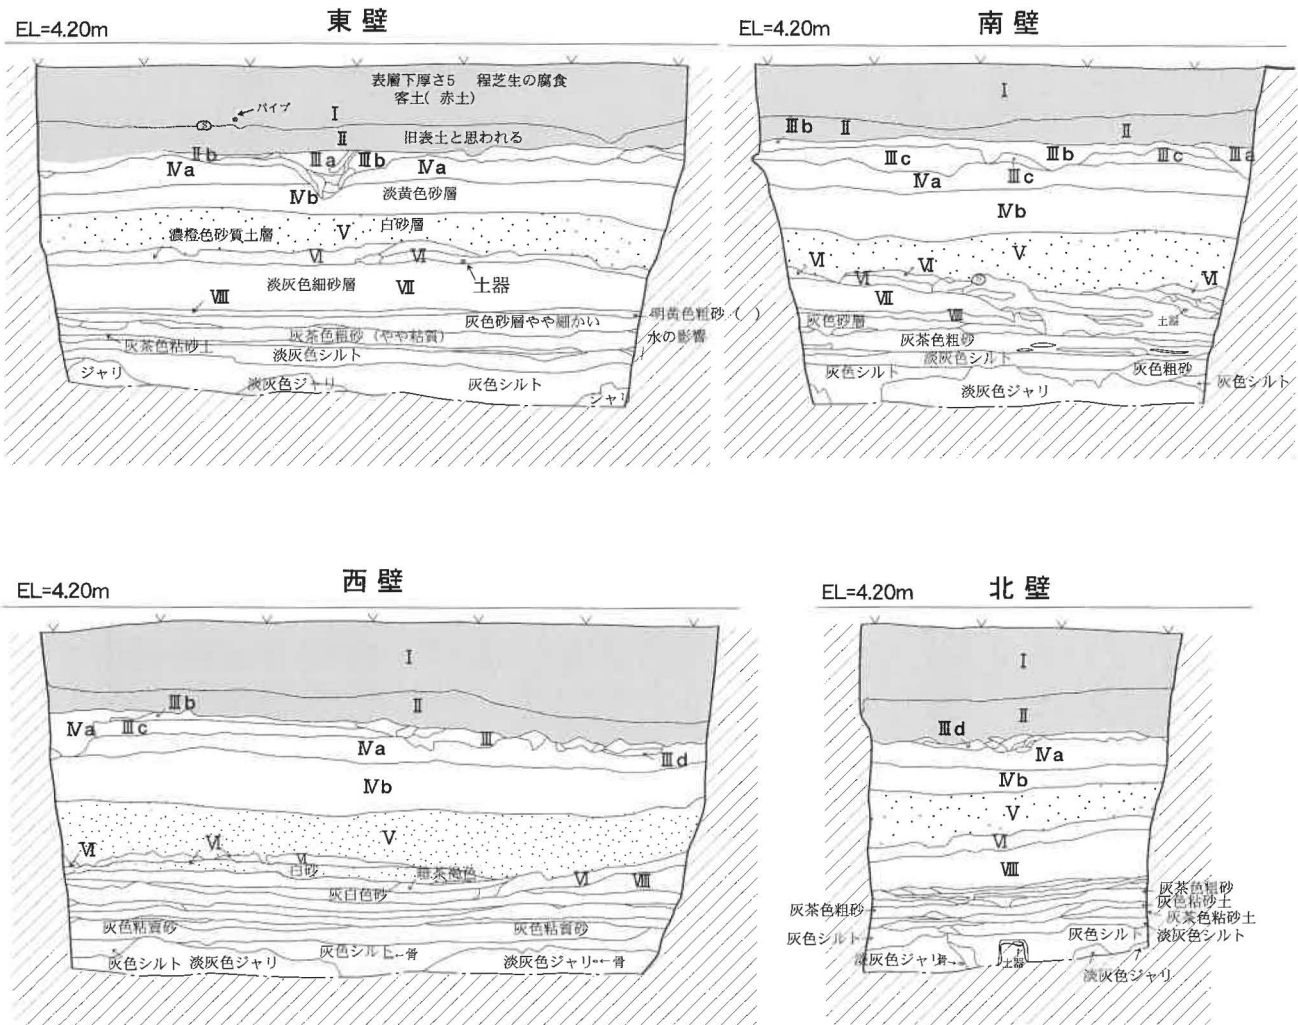 東壁
EL=4.20m
表層下厚さ5 程芝生の腐食
客土( 赤土)
パイプ
Ⅰ
Ⅱ
旧表土と思われる
Ⅱb
Ⅲa
Ⅲb
Ⅳa
Ⅳa
Ⅳb
淡黄色砂層
白砂層
Ⅴ
濃橙色砂質土層
Ⅵ
Ⅵ
土器
淡灰色細砂層
Ⅶ
Ⅷ
明黄色粗砂( )
灰色砂層やや細かい
水の影響
灰茶色粗砂(やや粘質)
灰茶色粘砂土
淡灰色シルト
ジャリ
淡灰色ジャリ
灰色シルト
ジャリ
南壁
EL=4.20m
Ⅰ
Ⅲb
Ⅱ
Ⅱ
Ⅲc
Ⅲb
Ⅲc
Ⅲa
Ⅳa
Ⅲc
Ⅳb
Ⅴ
Ⅵ
Ⅵ
Ⅵ
Ⅵ
Ⅶ
Ⅷ
土器
灰色砂層
灰茶色粗砂
淡灰色シルト
灰色シルト
灰色粗砂
灰色シルト
淡灰色ジャリ
西壁
EL=4.20m
Ⅰ
Ⅲb
Ⅱ
Ⅳa
Ⅲc
Ⅳa
Ⅲ
Ⅲd
Ⅳb
Ⅴ
Ⅵ
Ⅵ
Ⅵ
白砂
Ⅵ
Ⅷ
灰白色砂
灰色粘質砂
灰色粘質砂
灰色シルト
淡灰色ジャリ
灰色シルト
骨
淡灰色ジャリ
骨
北壁
EL=4.20m
Ⅰ
Ⅱ
Ⅲd
Ⅳa
Ⅳb
Ⅴ
Ⅵ
Ⅷ
灰茶色粗砂
灰色粘砂土
灰茶色粗砂
灰茶色粘砂土
灰色シルト
灰色シルト
淡灰色シルト
淡灰色ジャリ
骨
土器
淡灰色ジャリ